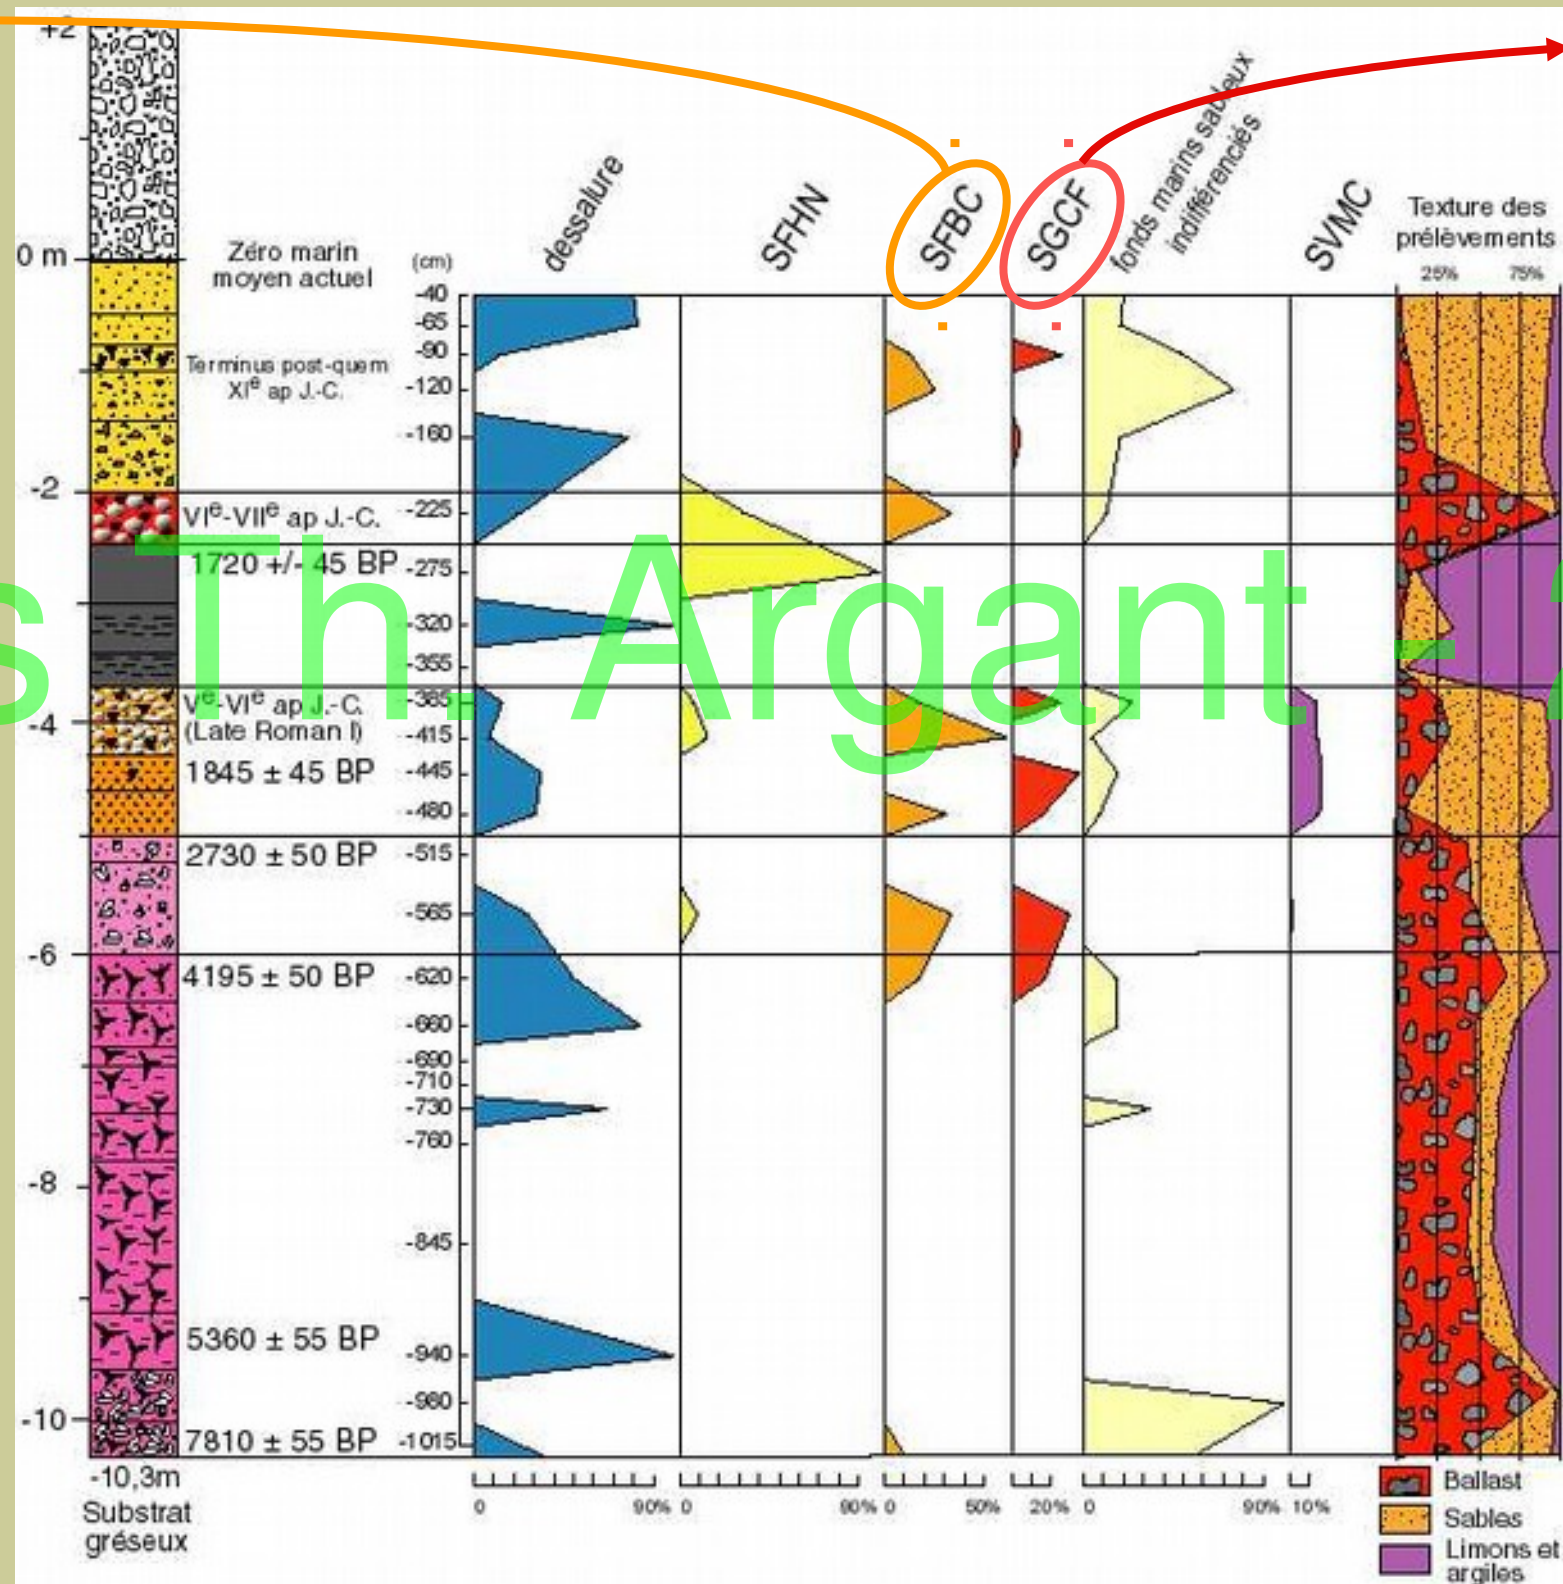 +2
0 m
-2
-4
-6
-8
-10
-10,3m
Substrat
gréseux
Zéro marin
moyen actuel
Terminus post-quem
XIe ap J.-C.
VIe-VIIe ap J.-C.
1720 +/- 45 BP
Ve-VIe ap J.-C.
(Late Roman I)
1845 ± 45 BP
2730 ± 50 BP
4195 ± 50 BP
5360 ± 55 BP
7810 ± 55 BP
(cm)
-40
-65
-90
-120
-160
-225
-275
-320
-355
-385
-415
-445
-480
-515
-565
-620
-660
-690
-710
-730
-760
-845
-940
-980
-1015
dessalure
SFHN
SFBC
SGCF
fonds marins sableux
indifférenciés
SVMC
Texture des
prélèvements
25% 75%
0 90% 0 90% 0 50% 20% 0 90% 10%
Ballast
Sables
Limons et
argiles
s Th. Argant -